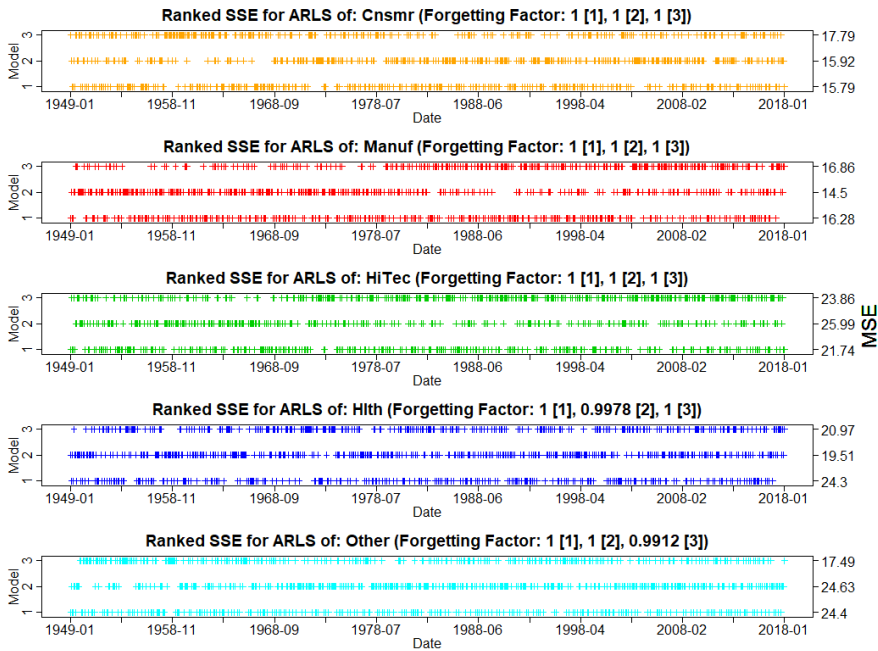 Ranked SSE for ARLS of: Cnsmr (Forgetting Factor: 1 [1], 1 [2], 1 [3])
Model
3 17.79
2 15.92
1 15.79
1949-01 1958-11 1968-09 1978-07 1988-06 1998-04 2008-02 2018-01
Date
Ranked SSE for ARLS of: Manuf (Forgetting Factor: 1 [1], 1 [2], 1 [3])
Model
3 16.86
2 14.5
1 16.28
1949-01 1958-11 1968-09 1978-07 1988-06 1998-04 2008-02 2018-01
Date
Ranked SSE for ARLS of: HiTec (Forgetting Factor: 1 [1], 1 [2], 1 [3])
Model
3 23.86
2 25.99
1 21.74
MSE
1949-01 1958-11 1968-09 1978-07 1988-06 1998-04 2008-02 2018-01
Date
Ranked SSE for ARLS of: Hlth (Forgetting Factor: 1 [1], 0.9978 [2], 1 [3])
Model
3 20.97
2 19.51
1 24.3
1949-01 1958-11 1968-09 1978-07 1988-06 1998-04 2008-02 2018-01
Date
Ranked SSE for ARLS of: Other (Forgetting Factor: 1 [1], 1 [2], 0.9912 [3])
Model
3 17.49
2 24.63
1 24.4
1949-01 1958-11 1968-09 1978-07 1988-06 1998-04 2008-02 2018-01
Date